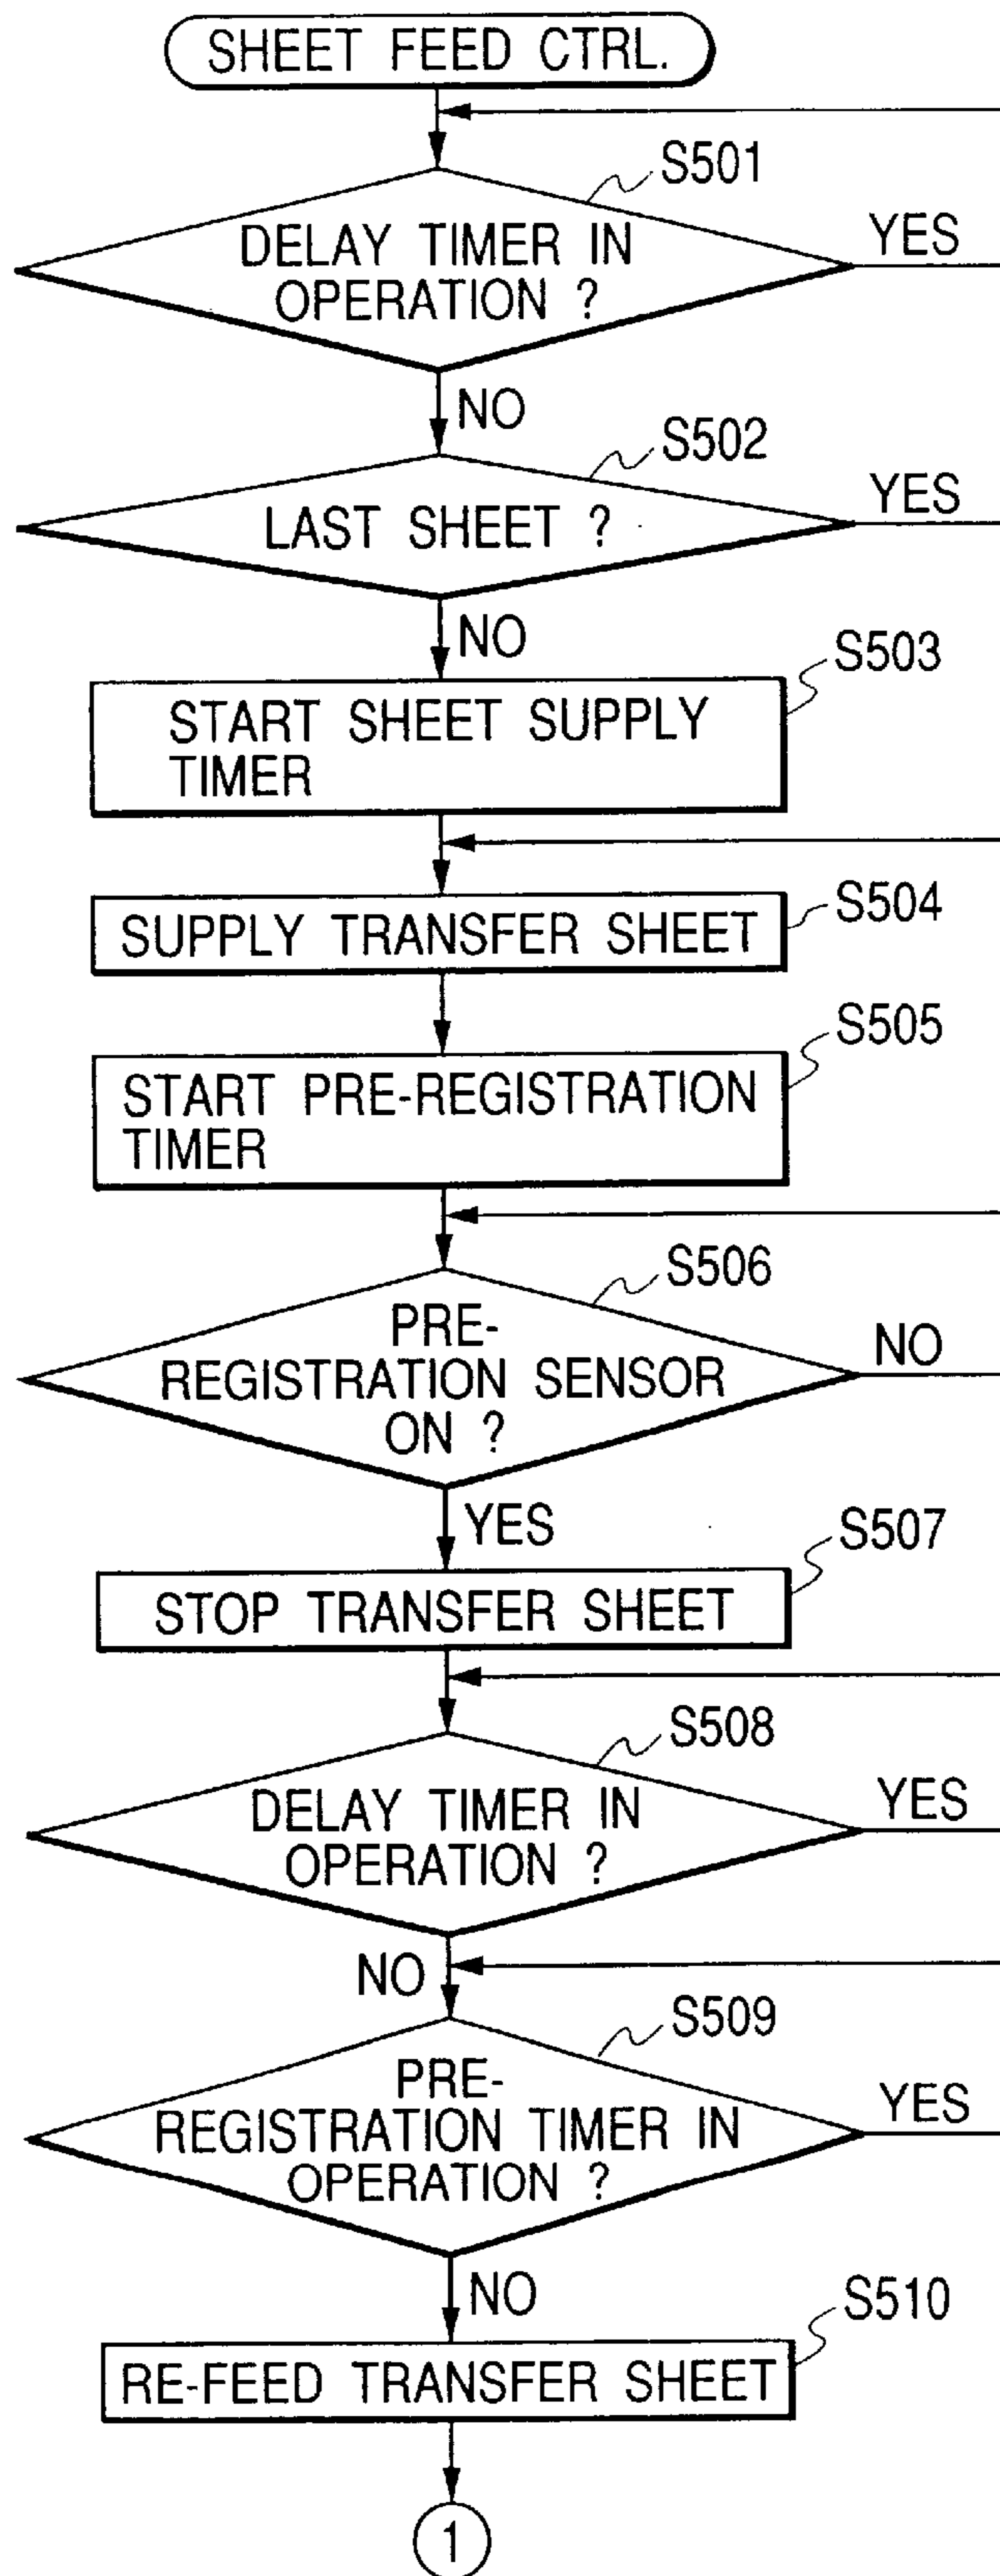 SHEET FEED CTRL.
S501
DELAY TIMER IN
OPERATION ?
YES
NO
S502
LAST SHEET ?
YES
NO
S503
START SHEET SUPPLY
TIMER
S504
SUPPLY TRANSFER SHEET
S505
START PRE-REGISTRATION
TIMER
S506
PRE-
REGISTRATION SENSOR
ON ?
NO
YES
S507
STOP TRANSFER SHEET
S508
DELAY TIMER IN
OPERATION ?
YES
NO
S509
PRE-
REGISTRATION TIMER IN
OPERATION ?
YES
NO
S510
RE-FEED TRANSFER SHEET
1